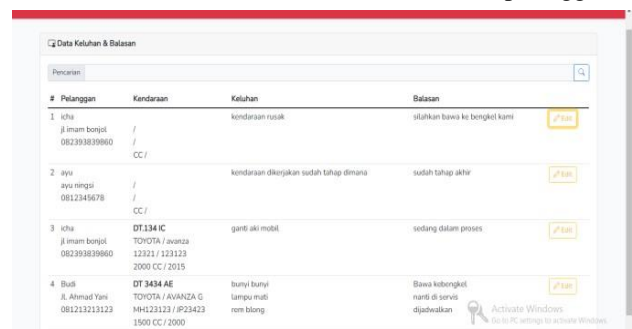 Data Keluhan & Balasan
Pencarian
# Pelanggan Kendaraan Keluhan Balasan
1 icha kendaraan rusak silahkan bawa ke bengkel kami Edit
jl imam bonjol /
082393839860 /
CC /
2 ayu kendaraan dikerjakan sudah tahap dimana sudah tahap akhir Edit
ayu ningsi /
0812345678 /
CC /
3 icha DT.134 IC ganti aki mobil sedang dalam proses Edit
jl imam bonjol TOYOTA / avanza
082393839860 12321 / 123123
2000 CC / 2015
4 Budi DT 3434 AE bunyi bunyi Bawa kebengkel Edit
JL. Ahmad Yani TOYOTA / AVANZA G lampu mati nanti di servis
081213213123 MH123123 / JP23423 rem blong dijadwalkan
1500 CC / 2000
Activate Windows
Go to PC settings to activate Windows.